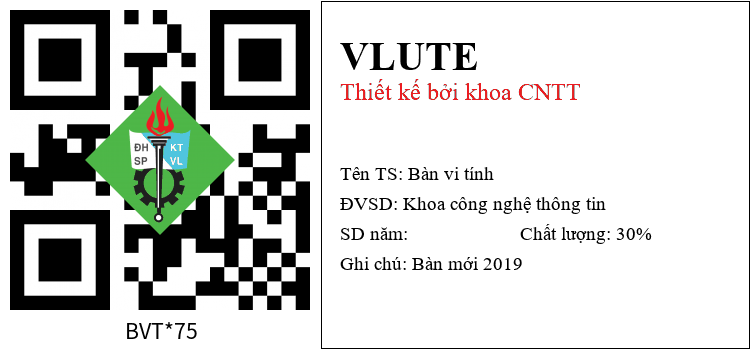 ĐH KT
SP VL
BVT*75
VLUTE
Thiết kế bởi khoa CNTT
Tên TS: Bàn vi tính
ĐVSD: Khoa công nghệ thông tin
SD năm: Chất lượng: 30%
Ghi chú: Bàn mới 2019